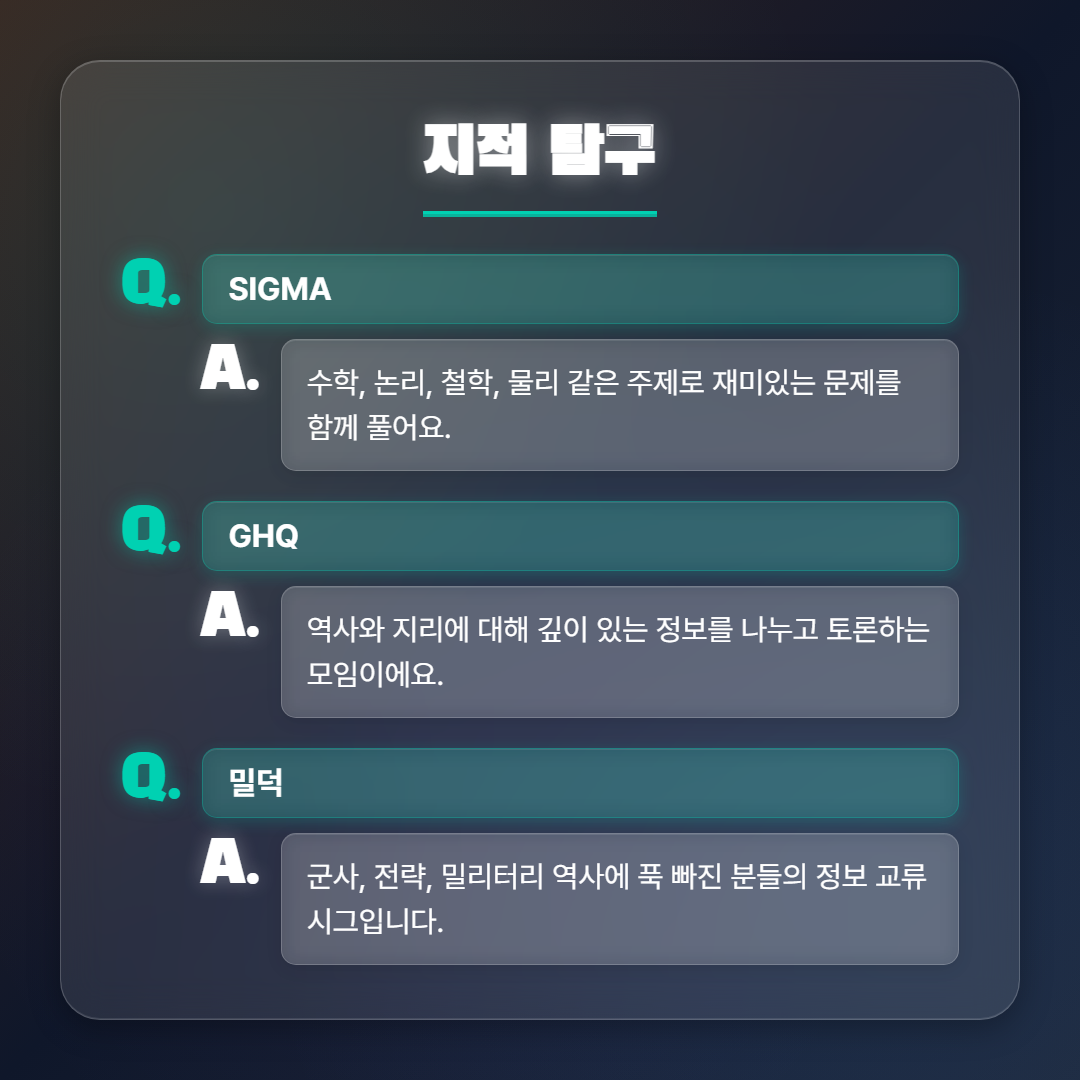 지적 탐구
Q. SIGMA
A. 수학, 논리, 철학, 물리 같은 주제로 재미있는 문제를
함께 풀어요.
Q. GHQ
A. 역사와 지리에 대해 깊이 있는 정보를 나누고 토론하는
모임이에요.
Q. 밀덕
A. 군사, 전략, 밀리터리 역사에 푹 빠진 분들의 정보 교류
시그입니다.